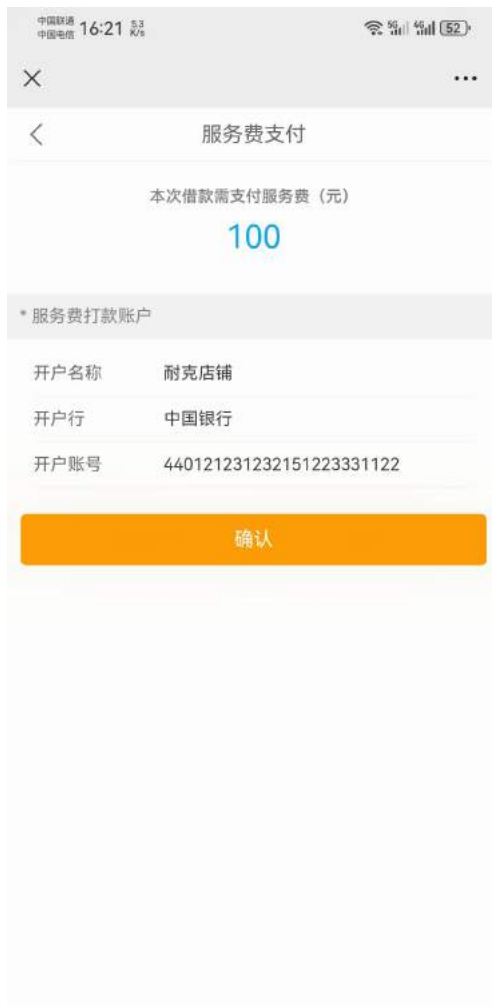 中国联通
中国电信 16:21 5.3 K/s 5G 4G 52
服务费支付
本次借款需支付服务费（元）
100
* 服务费打款账户
开户名称 耐克店铺
开户行 中国银行
开户账号 440121231232151223331122
确认